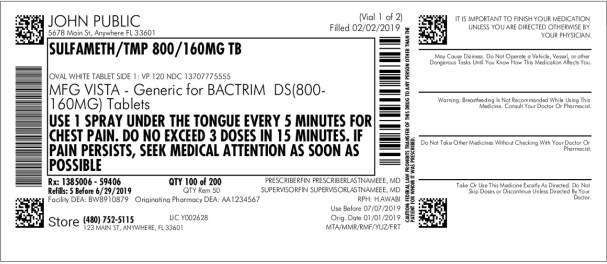 JOHN PUBLIC
5678 Main St, Anywhere FL 33601
(Vial 1 of 2)
Filled 02/02/2019
SULFAMETH/TMP 800/160MG TB
OVAL WHITE TABLET SIDE 1: VP 120 NDC 13707775555
MFG VISTA - Generic for BACTRIM DS(800-
160MG) Tablets
USE 1 SPRAY UNDER THE TONGUE EVERY 5 MINUTES FOR
CHEST PAIN. DO NO EXCEED 3 DOSES IN 15 MINUTES. IF
PAIN PERSISTS, SEEK MEDICAL ATTENTION AS SOON AS
POSSIBLE
Rx: 1385006 - 59406
QTY 100 of 200
PRESCRIBERFIN PRESCRIBERLASTNAMEEE, MD
Refills: 5 Before 6/29/2019
QTY Rem 50
SUPERVISORFIN SUPERVISORLASTNAMEEE, MD
Facility DEA: BW8910879 Originating Pharmacy DEA: AA1234567
RPH: H.AWABI
Use Before 07/07/2019
Store (480) 752-5115
LIC Y002628
Orig. Date 01/01/2019
123 MAIN ST, ANYWHERE, FL 33601
MTA/MMR/RMF/YUZ/FRT
CAUTION: FEDERAL LAW PROHIBITS TRANSFER OF THIS DRUG TO ANY PERSON OTHER THAN THE
PATIENT FOR WHOM IT WAS PRESCRIBED.
IT IS IMPORTANT TO FINISH YOUR MEDICATION
UNLESS YOU ARE DIRECTED OTHERWISE BY
YOUR PHYSICIAN.
May Cause Diziness. Do Not Operate a Vehicle, Vessel, or other
Dangerous Tasks Until You Know How This Medication Affects You.
Warning: Breastfeeding Is Not Recommended While Using This
Medicine. Consult Your Doctor Or Pharmacist.
Do Not Take Other Medicines Without Checking With Your Doctor Or
Pharmacist.
Take Or Use This Medicine Exactly As Directed. Do Not
Skip Doses or Discontinue Unless Directed By Your
Doctor.